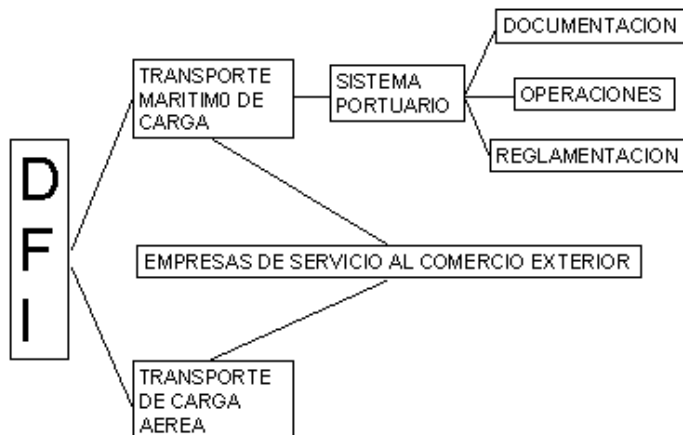 DOCUMENTACION
TRANSPORTE
MARITIM0 DE
CARGA
SISTEMA
PORTUARIO
OPERACIONES
REGLAMENTACION
D
F
I
EMPRESAS DE SERVICIO AL COMERCIO EXTERIOR
TRANSPORTE
DE CARGA
AEREA